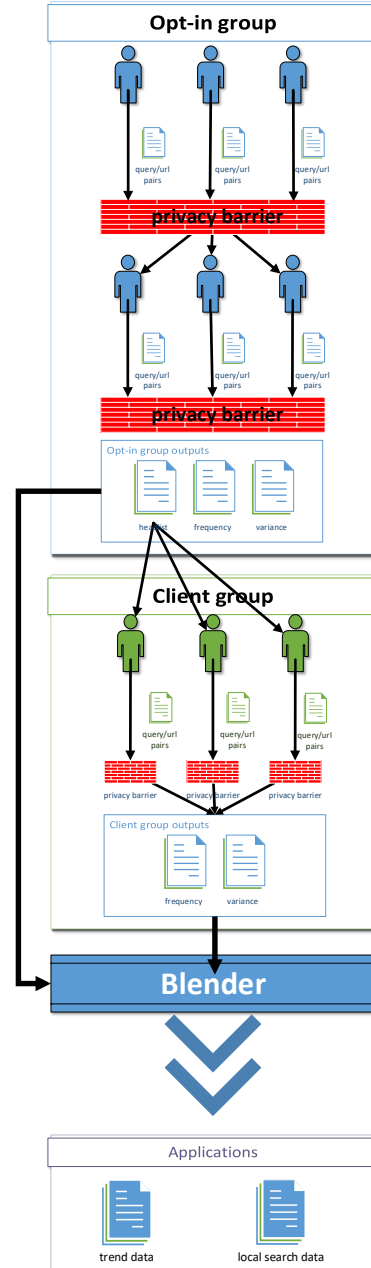 Opt-in group
query/url pairs
query/url pairs
query/url pairs
privacy barrier
query/url pairs
query/url pairs
query/url pairs
privacy barrier
Opt-in group outputs
headlist
frequency
variance
Client group
query/url pairs
query/url pairs
query/url pairs
privacy barrier
privacy barrier
privacy barrier
Client group outputs
frequency
variance
Blender
Applications
trend data
local search data